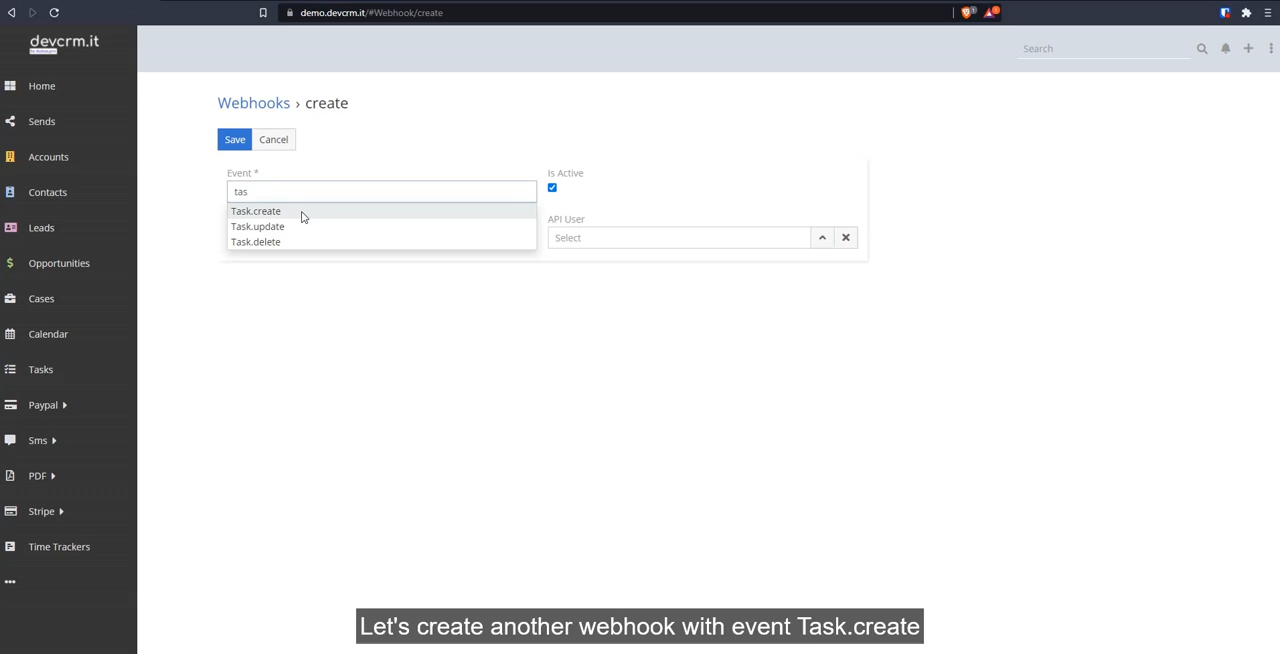 demo.devcrm.it/#Webhook/create
devcrm.it
Search
Home
Sends
Accounts
Contacts
Leads
Opportunities
Cases
Calendar
Tasks
Paypal
Sms
PDF
Stripe
Time Trackers
Webhooks › create
Save
Cancel
Event *
tas
Task.create
Task.update
Task.delete
Is Active
API User
Select
Let's create another webhook with event Task.create